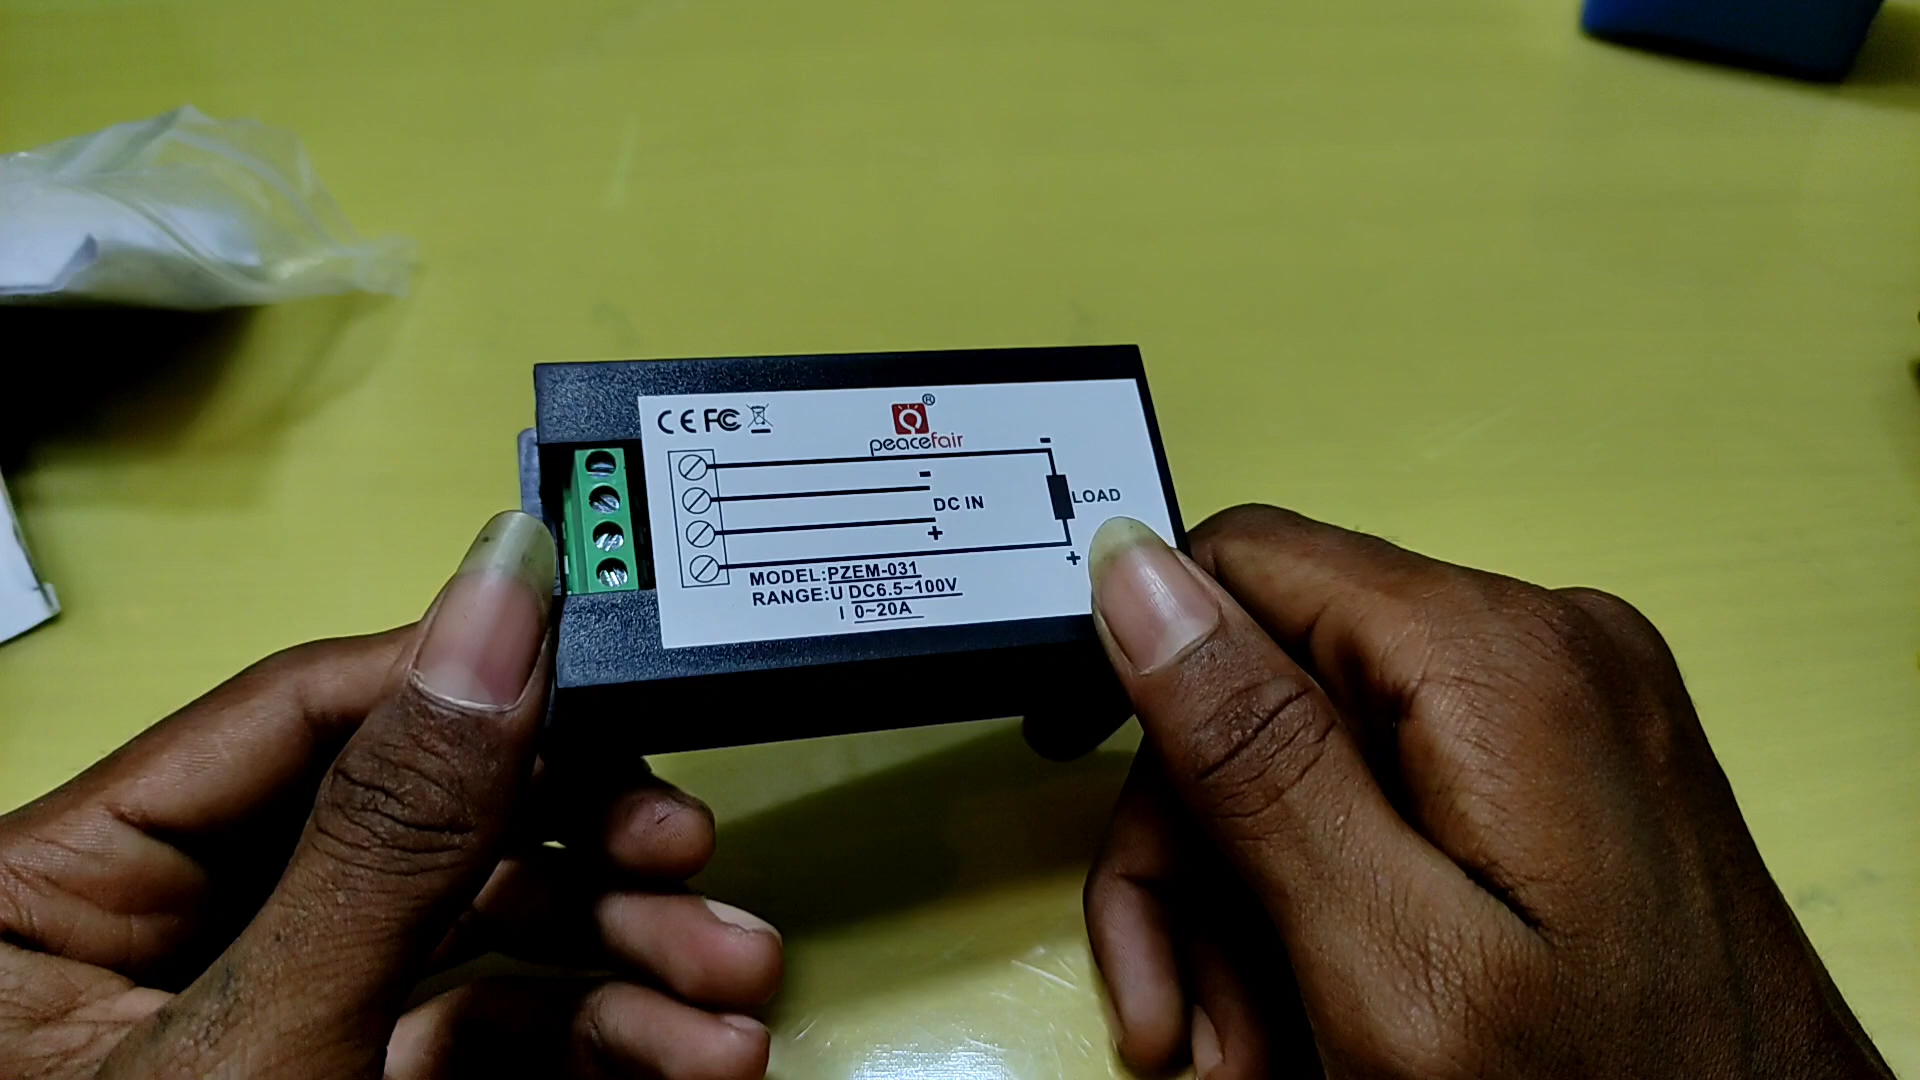 CE FC
®
peacefair
-
-
DC IN
LOAD
+
+
MODEL:PZEM-031
RANGE:U DC6.5~100V
I 0~20A